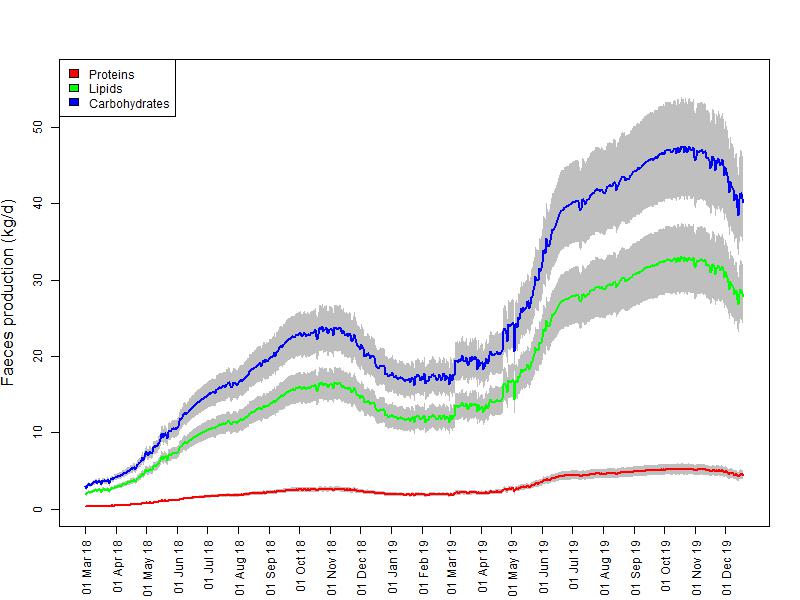 Proteins
Lipids
Carbohydrates
Faeces production (kg/d)
50
40
30
20
10
0
01 Mar 18
01 Apr 18
01 May 18
01 Jun 18
01 Jul 18
01 Aug 18
01 Sep 18
01 Oct 18
01 Nov 18
01 Dec 18
01 Jan 19
01 Feb 19
01 Mar 19
01 Apr 19
01 May 19
01 Jun 19
01 Jul 19
01 Aug 19
01 Sep 19
01 Oct 19
01 Nov 19
01 Dec 19